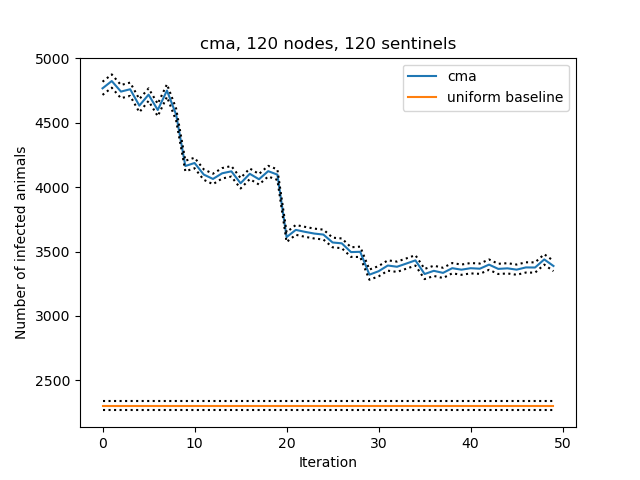 cma, 120 nodes, 120 sentinels
cma
uniform baseline
Number of infected animals
5000
4500
4000
3500
3000
2500
0 10 20 30 40 50
Iteration